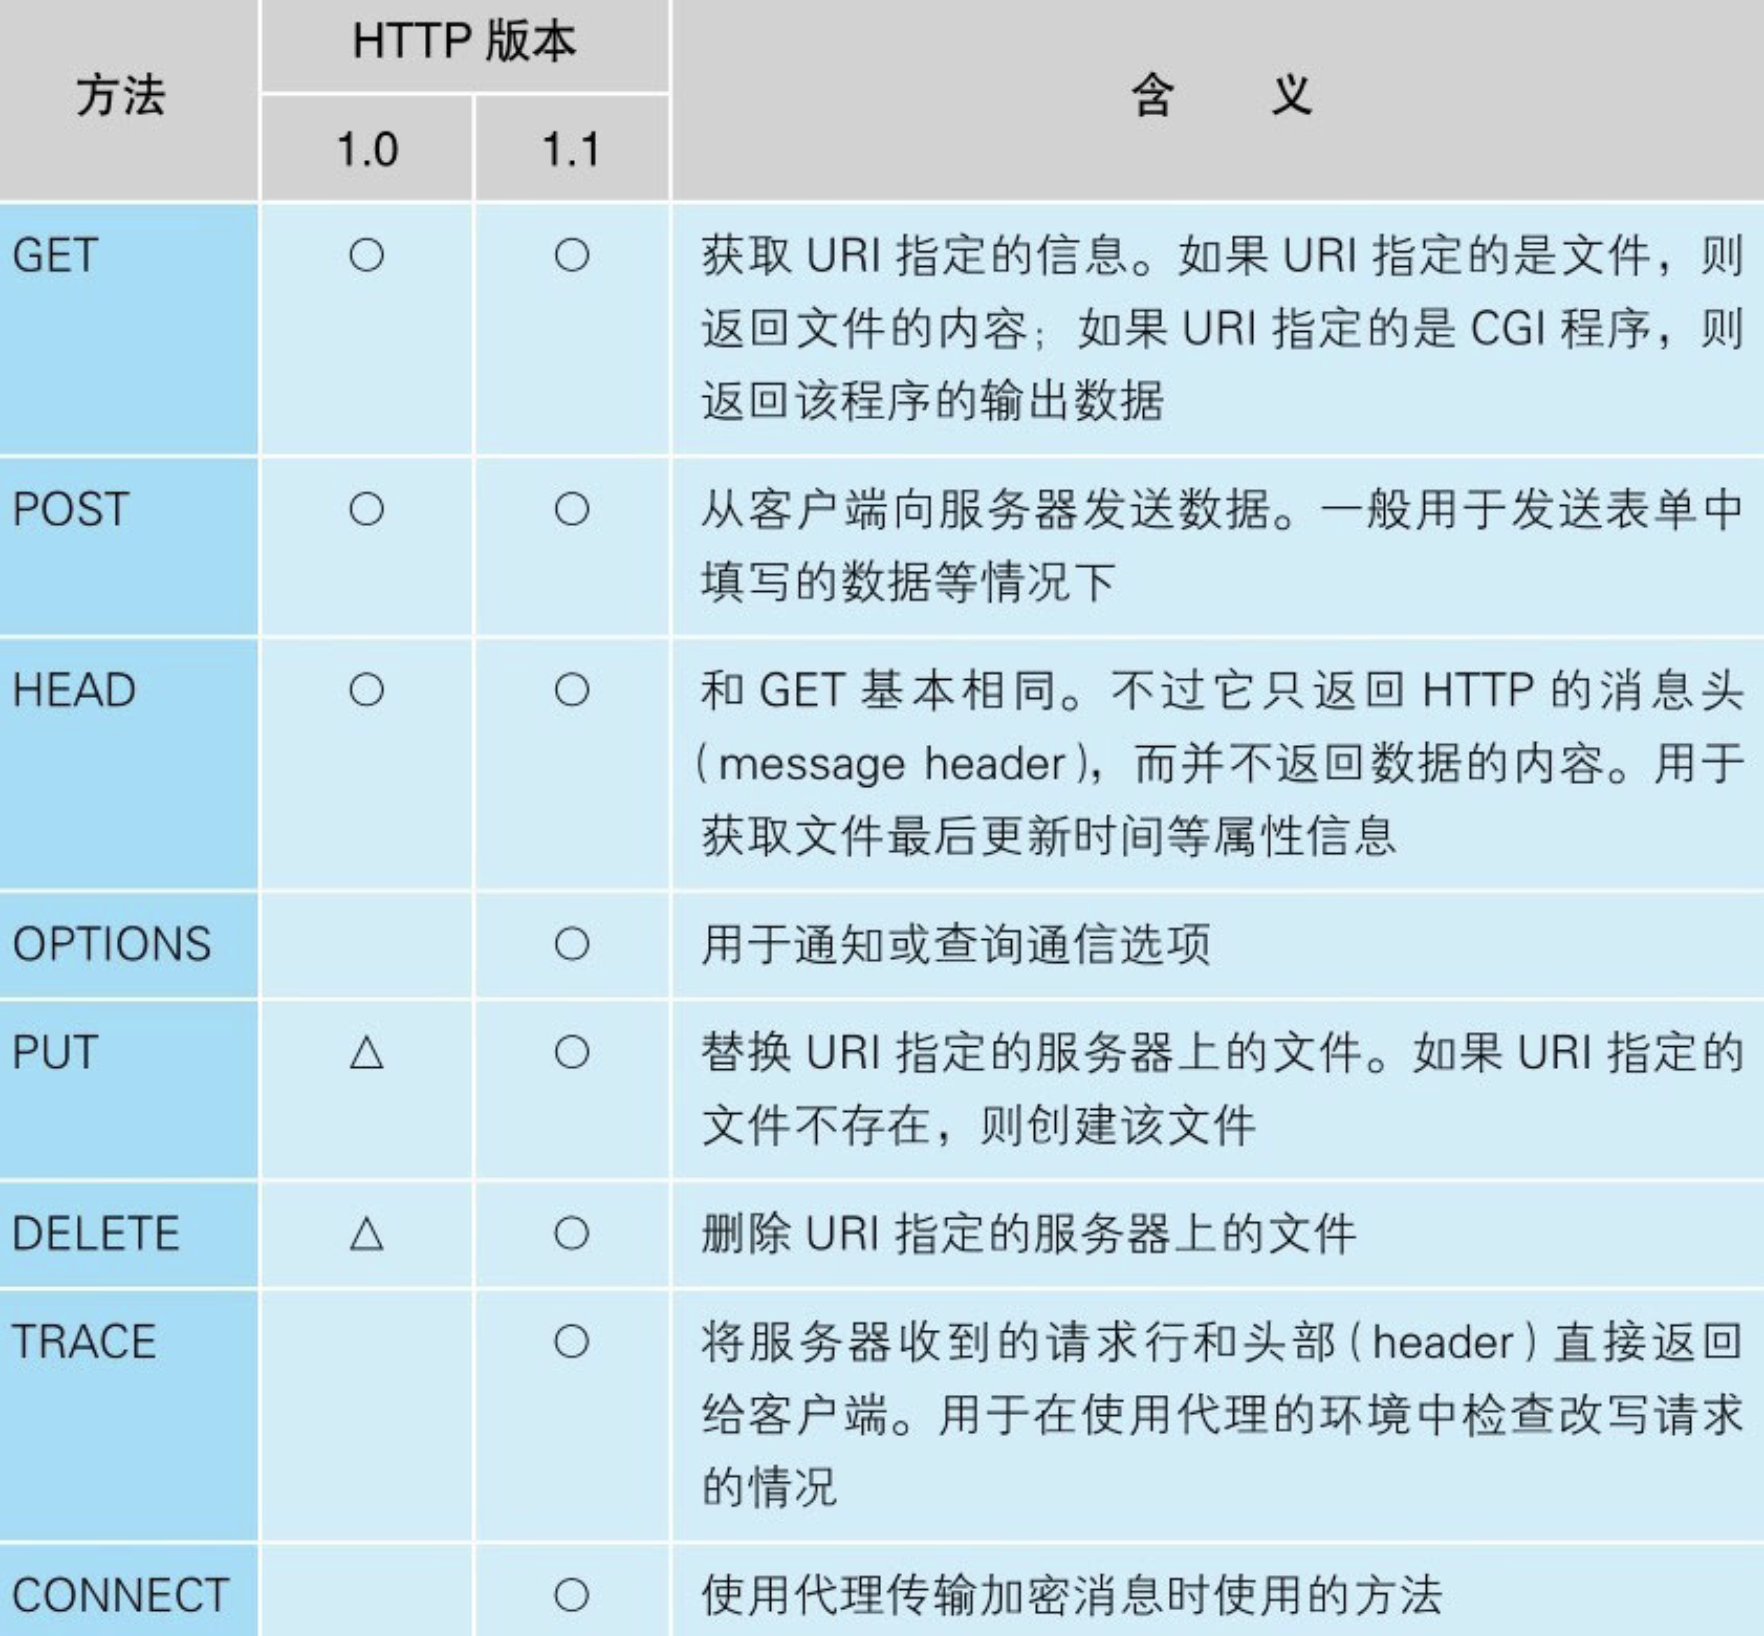 方法 HTTP 版本 含 义
1.0 1.1
GET ○ ○ 获取 URI 指定的信息。如果 URI 指定的是文件，则
返回文件的内容；如果 URI 指定的是 CGI 程序，则
返回该程序的输出数据
POST ○ ○ 从客户端向服务器发送数据。一般用于发送表单中
填写的数据等情况下
HEAD ○ ○ 和 GET 基本相同。不过它只返回 HTTP 的消息头
（message header），而并不返回数据的内容。用于
获取文件最后更新时间等属性信息
OPTIONS ○ 用于通知或查询通信选项
PUT △ ○ 替换 URI 指定的服务器上的文件。如果 URI 指定的
文件不存在，则创建该文件
DELETE △ ○ 删除 URI 指定的服务器上的文件
TRACE ○ 将服务器收到的请求行和头部（header）直接返回
给客户端。用于在使用代理的环境中检查改写请求
的情况
CONNECT ○ 使用代理传输加密消息时使用的方法